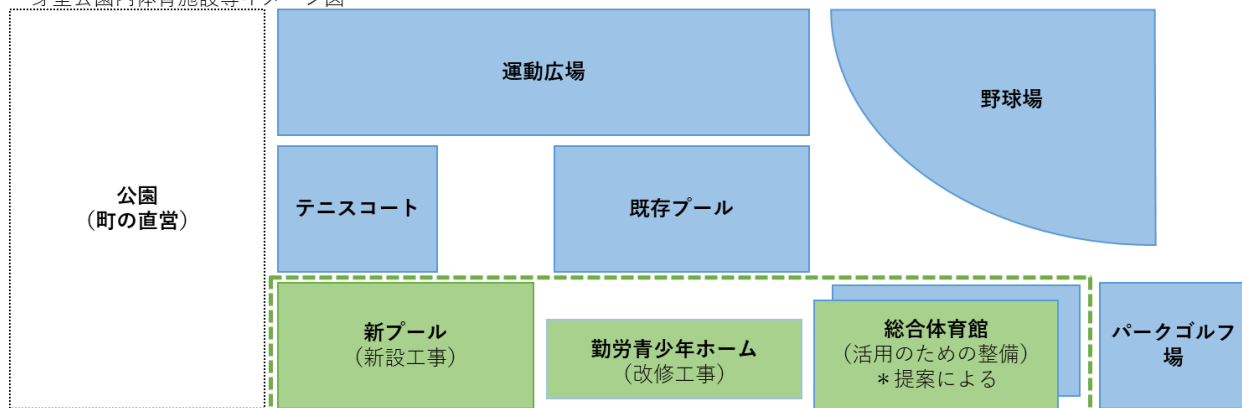 運動広場
野球場
公園
（町の直営）
テニスコート
既存プール
新プール
（新設工事）
勤労青少年ホーム
（改修工事）
総合体育館
（活用のための整備）
＊提案による
パークゴルフ
場